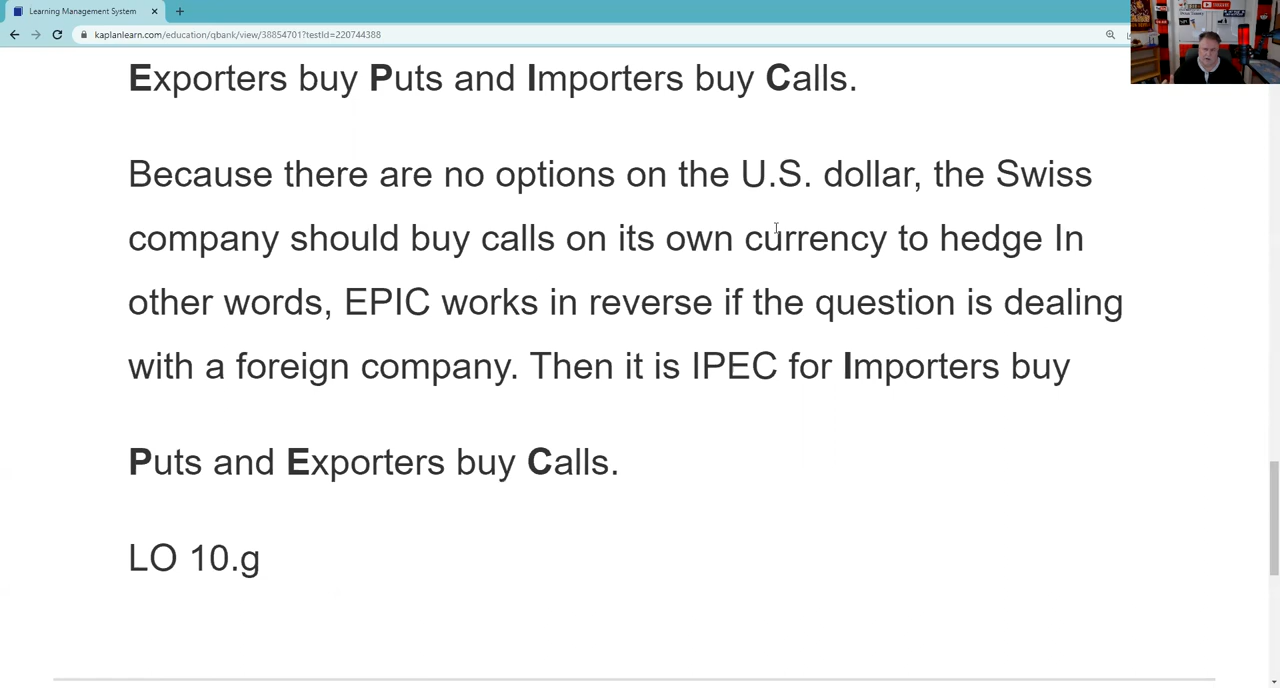 Learning Management System
kaplanlearn.com/education/qbank/view/38854701?testId=220744388
Exporters buy Puts and Importers buy Calls.
Because there are no options on the U.S. dollar, the Swiss
company should buy calls on its own currency to hedge In
other words, EPIC works in reverse if the question is dealing
with a foreign company. Then it is IPEC for Importers buy
Puts and Exporters buy Calls.
LO 10.g